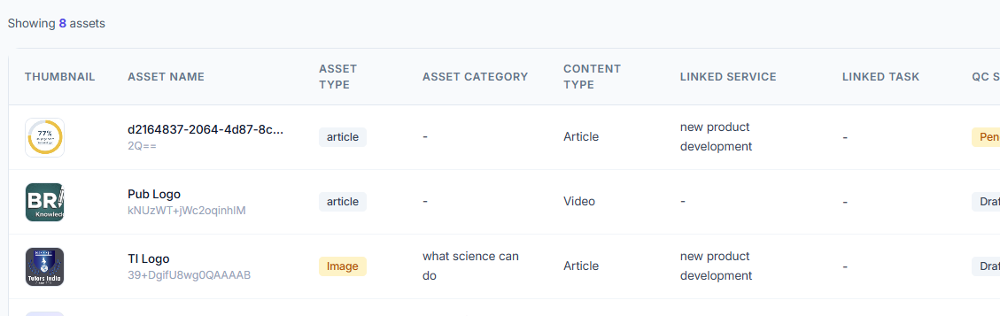 Showing 8 assets
THUMBNAIL ASSET NAME ASSET TYPE ASSET CATEGORY CONTENT TYPE LINKED SERVICE LINKED TASK QC S
77%
d2164837-2064-4d87-8c...
2Q==
article
-
Article
new product
development
-
Pen
BRA
Knowled
Pub Logo
kNUzWT+jWc2oqinhIM
article
-
Video
-
-
Draf
Tutors India
TI Logo
39+DgifU8wg0QAAAAB
Image
what science can
do
Article
new product
development
-
Draf